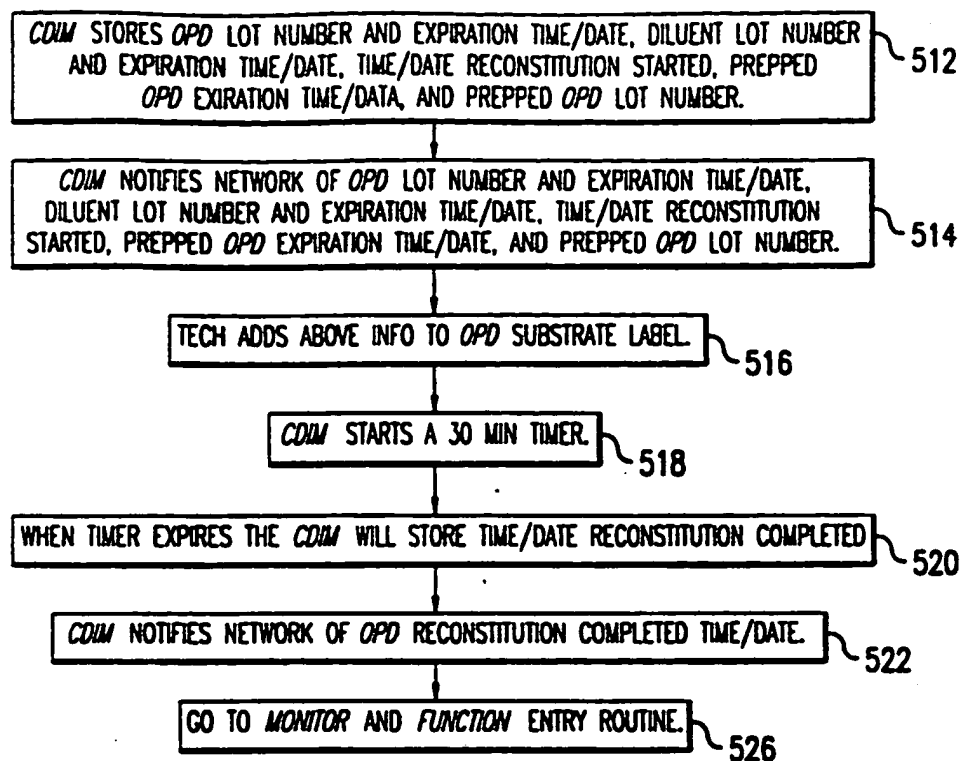 CDIM STORES OPD LOT NUMBER AND EXPIRATION TIME/DATE, DILUENT LOT NUMBER
AND EXPIRATION TIME/DATE, TIME/DATE RECONSTITUTION STARTED, PREPPED
OPD EXIRATION TIME/DATA, AND PREPPED OPD LOT NUMBER.
512
CDIM NOTIFIES NETWORK OF OPD LOT NUMBER AND EXPIRATION TIME/DATE,
DILUENT LOT NUMBER AND EXPIRATION TIME/DATE, TIME/DATE RECONSTITUTION
STARTED, PREPPED OPD EXPIRATION TIME/DATE, AND PREPPED OPD LOT NUMBER.
514
TECH ADDS ABOVE INFO TO OPD SUBSTRATE LABEL.
516
CDIM STARTS A 30 MIN TIMER.
518
WHEN TIMER EXPIRES THE CDIM WILL STORE TIME/DATE RECONSTITUTION COMPLETED
520
CDIM NOTIFIES NETWORK OF OPD RECONSTITUTION COMPLETED TIME/DATE.
522
GO TO MONITOR AND FUNCTION ENTRY ROUTINE.
526